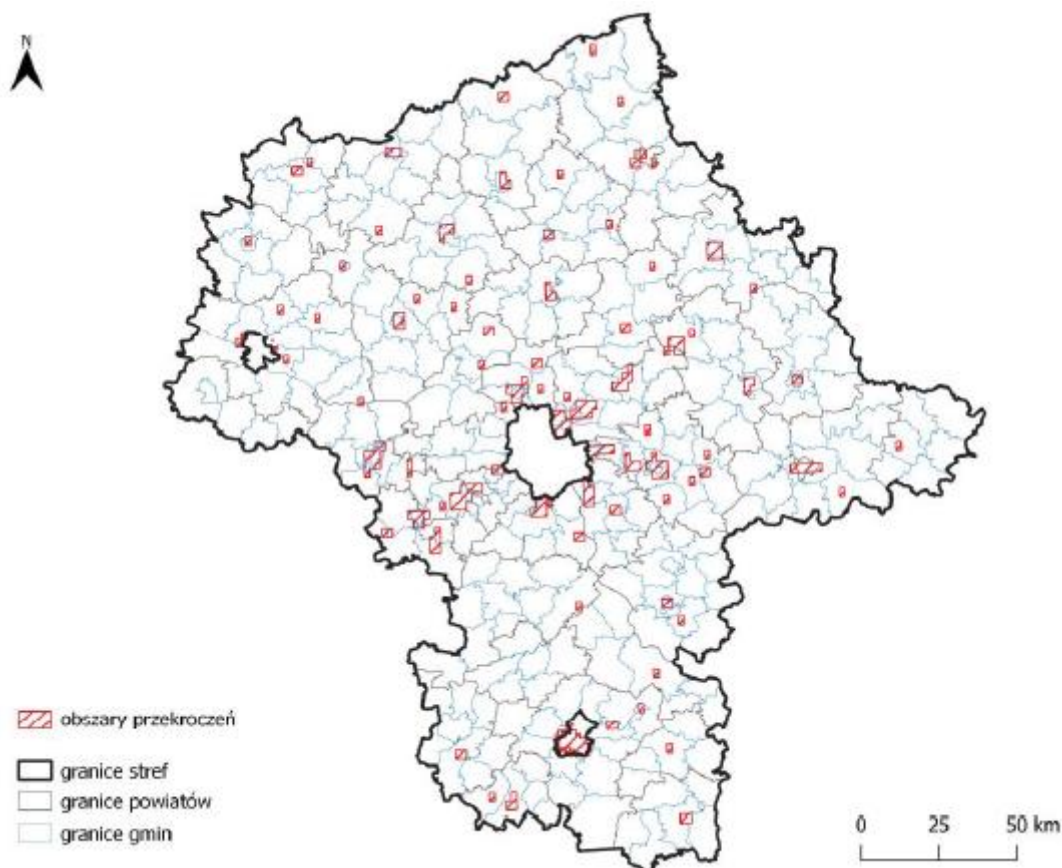 N
obszary przekroczeń
granice stref
granice powiatów
granice gmin
0 25 50 km